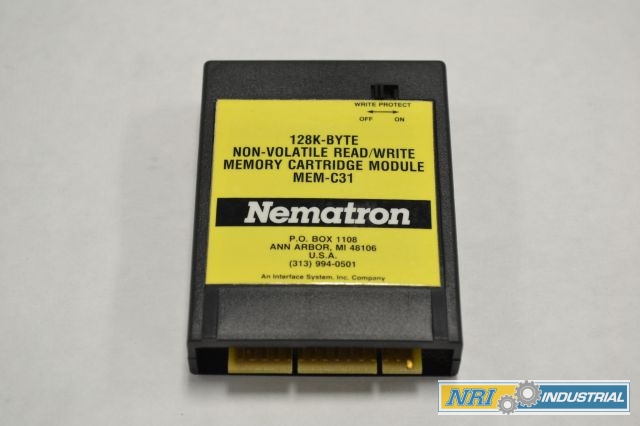 WRITE PROTECT
OFF ON
128K-BYTE
NON-VOLATILE READ/WRITE
MEMORY CARTRIDGE MODULE
MEM-C31
Nematron
P.O. BOX 1108
ANN ARBOR, MI 48106
U.S.A.
(313) 994-0501
An Interface System, Inc. Company
NRI INDUSTRIAL